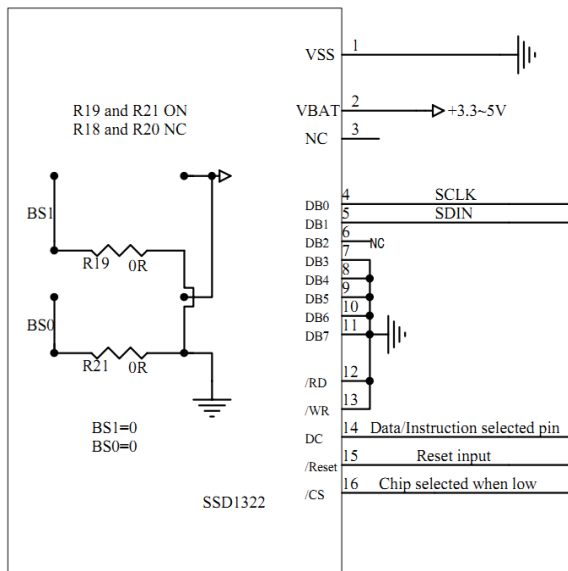 VSS 1
R19 and R21 ON
R18 and R20 NC
VBAT 2 +3.3~5V
NC 3
DB0 4 SCLK
BS1
DB1 5 SDIN
DB2 6 NC
R19 0R
DB3 7
DB4 8
BS0
DB5 9
DB6 10
DB7 11
R21 0R
/RD 12
/WR 13
BS1=0
BS0=0
DC 14 Data/Instruction selected pin
/Reset 15 Reset input
/CS 16 Chip selected when low
SSD1322